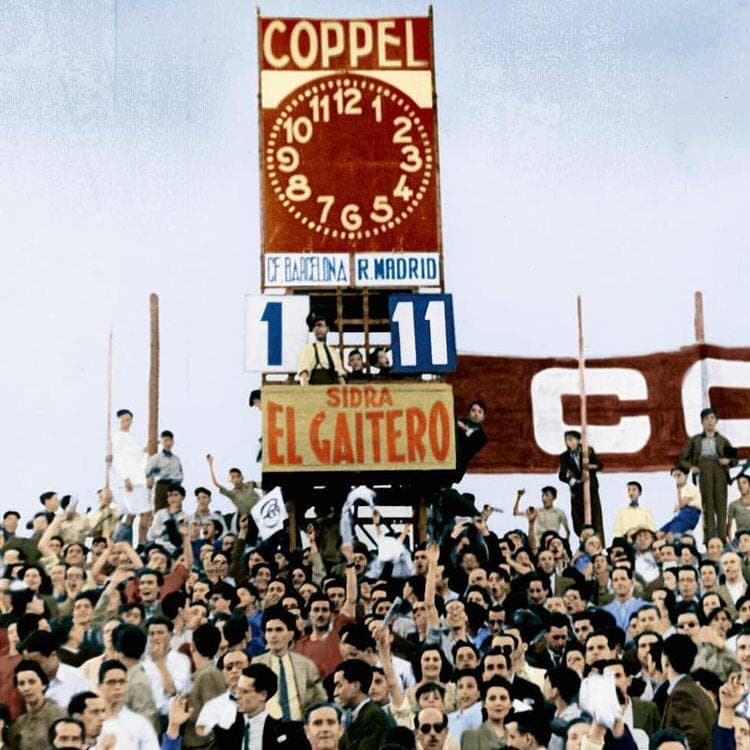 COPPEL
11 12 1
10 2
9 3
8 4
7 6 5
C.F. BARCELONA R. MADRID
1 11
SIDRA
EL GAITERO
C